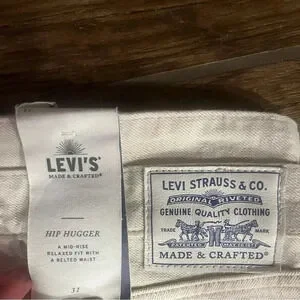 LEVI'S
MADE & CRAFTED®
HIP HUGGER
A MID-RISE
RELAXED FIT WITH
A BELTED WAIST
31
LEVI STRAUSS & CO.
ORIGINAL RIVETED
GENUINE QUALITY CLOTHING
TRADE MARK
MADE & CRAFTED®